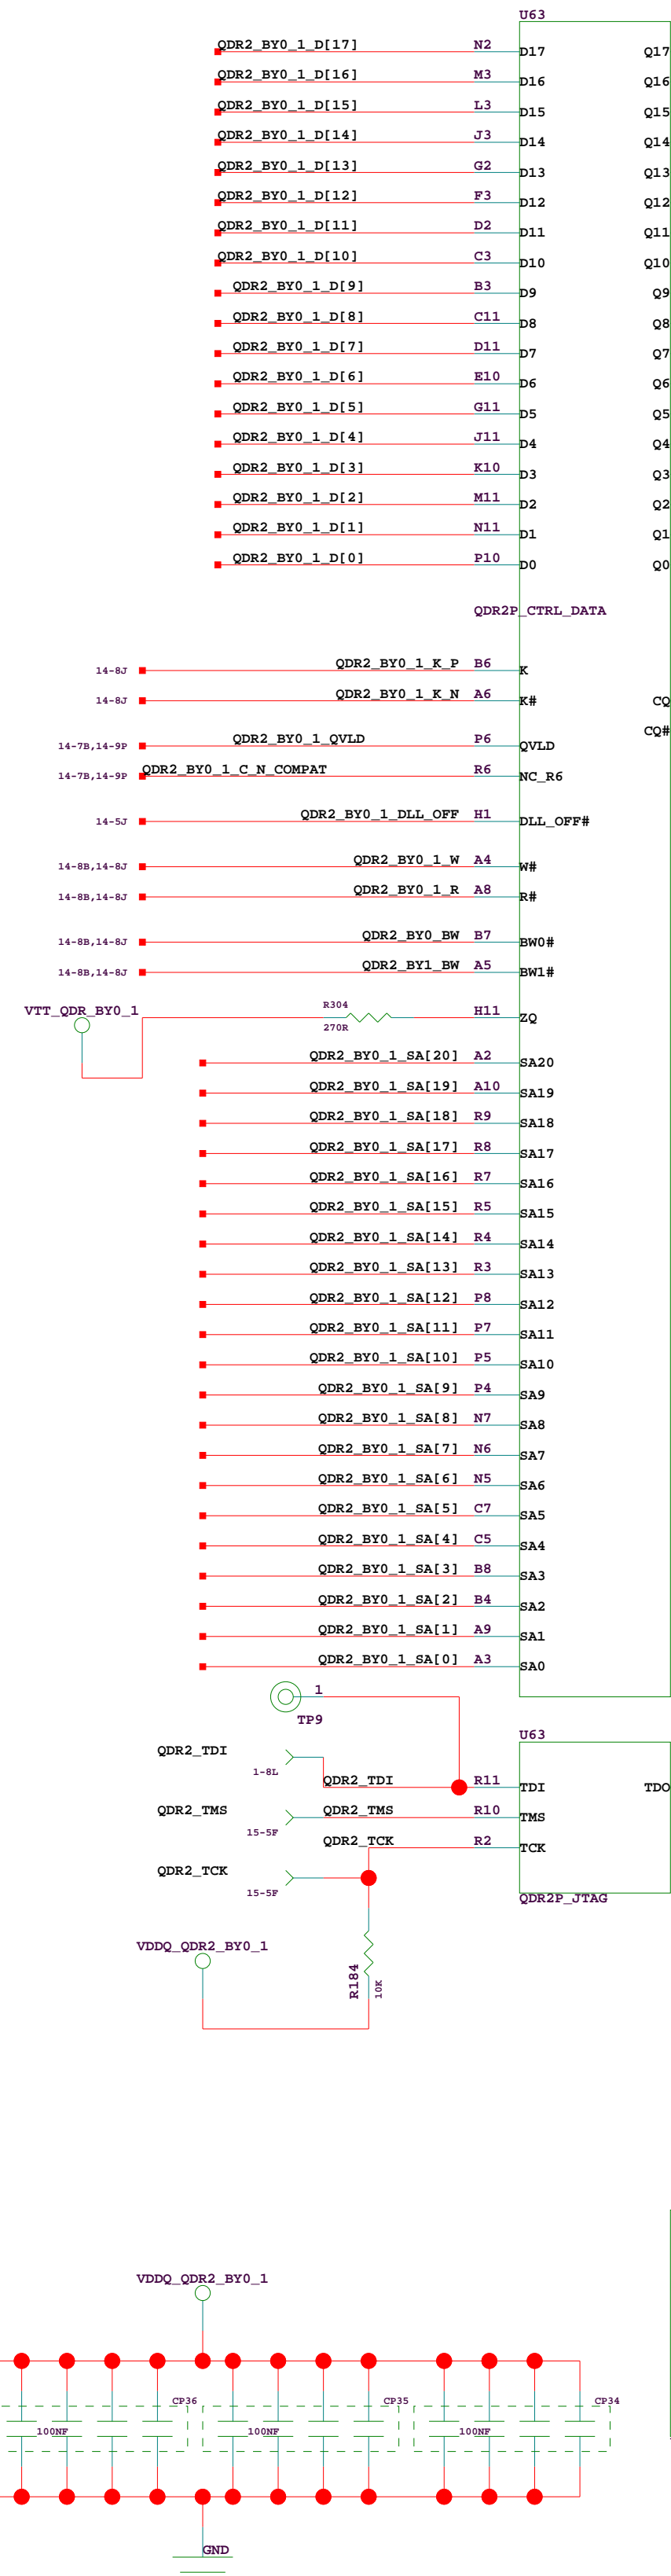 U63
QDR2_BY0_1_D[17] N2 D17 Q17
QDR2_BY0_1_D[16] M3 D16 Q16
QDR2_BY0_1_D[15] L3 D15 Q15
QDR2_BY0_1_D[14] J3 D14 Q14
QDR2_BY0_1_D[13] G2 D13 Q13
QDR2_BY0_1_D[12] F3 D12 Q12
QDR2_BY0_1_D[11] D2 D11 Q11
QDR2_BY0_1_D[10] C3 D10 Q10
QDR2_BY0_1_D[9] B3 D9 Q9
QDR2_BY0_1_D[8] C11 D8 Q8
QDR2_BY0_1_D[7] D11 D7 Q7
QDR2_BY0_1_D[6] E10 D6 Q6
QDR2_BY0_1_D[5] G11 D5 Q5
QDR2_BY0_1_D[4] J11 D4 Q4
QDR2_BY0_1_D[3] K10 D3 Q3
QDR2_BY0_1_D[2] M11 D2 Q2
QDR2_BY0_1_D[1] N11 D1 Q1
QDR2_BY0_1_D[0] P10 D0 Q0
QDR2P_CTRL_DATA
14-8J QDR2_BY0_1_K_P B6 K
14-8J QDR2_BY0_1_K_N A6 K# CQ
CQ#
14-7B,14-9P QDR2_BY0_1_QVLD P6 QVLD
14-7B,14-9P QDR2_BY0_1_C_N_COMPAT R6 NC_R6
14-5J QDR2_BY0_1_DLL_OFF H1 DLL_OFF#
14-8B,14-8J QDR2_BY0_1_W A4 W#
14-8B,14-8J QDR2_BY0_1_R A8 R#
14-8B,14-8J QDR2_BY0_BW B7 BW0#
14-8B,14-8J QDR2_BY1_BW A5 BW1#
VTT_QDR_BY0_1 R304 270R H11 ZQ
QDR2_BY0_1_SA[20] A2 SA20
QDR2_BY0_1_SA[19] A10 SA19
QDR2_BY0_1_SA[18] R9 SA18
QDR2_BY0_1_SA[17] R8 SA17
QDR2_BY0_1_SA[16] R7 SA16
QDR2_BY0_1_SA[15] R5 SA15
QDR2_BY0_1_SA[14] R4 SA14
QDR2_BY0_1_SA[13] R3 SA13
QDR2_BY0_1_SA[12] P8 SA12
QDR2_BY0_1_SA[11] P7 SA11
QDR2_BY0_1_SA[10] P5 SA10
QDR2_BY0_1_SA[9] P4 SA9
QDR2_BY0_1_SA[8] N7 SA8
QDR2_BY0_1_SA[7] N6 SA7
QDR2_BY0_1_SA[6] N5 SA6
QDR2_BY0_1_SA[5] C7 SA5
QDR2_BY0_1_SA[4] C5 SA4
QDR2_BY0_1_SA[3] B8 SA3
QDR2_BY0_1_SA[2] B4 SA2
QDR2_BY0_1_SA[1] A9 SA1
QDR2_BY0_1_SA[0] A3 SA0
1
TP9
U63
QDR2_TDI
1-8L
QDR2_TDI R11 TDI TDO
QDR2_TMS QDR2_TMS R10 TMS
15-5F
QDR2_TCK R2 TCK
QDR2_TCK
15-5F
QDR2P_JTAG
VDDQ_QDR2_BY0_1
R184
10K
VDDQ_QDR2_BY0_1
CP36 CP35 CP34
100NF 100NF 100NF
GND